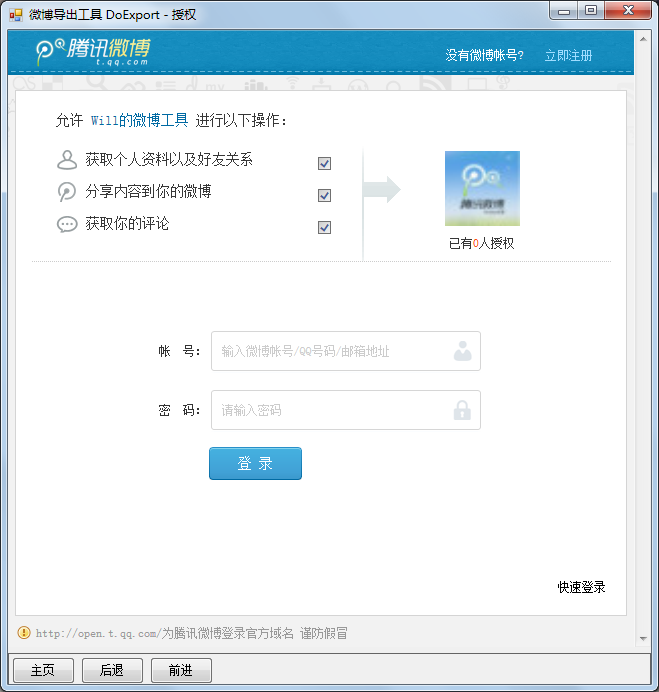 微博导出工具 DoExport - 授权
腾讯微博
t.qq.com
没有微博帐号? 立即注册
允许 Will的微博工具 进行以下操作:
获取个人资料以及好友关系
分享内容到你的微博
获取你的评论
腾讯微博
已有0人授权
帐 号: 输入微博帐号/QQ号码/邮箱地址
密 码: 请输入密码
登 录
快速登录
http://open.t.qq.com/为腾讯微博登录官方域名 谨防假冒
主页 后退 前进